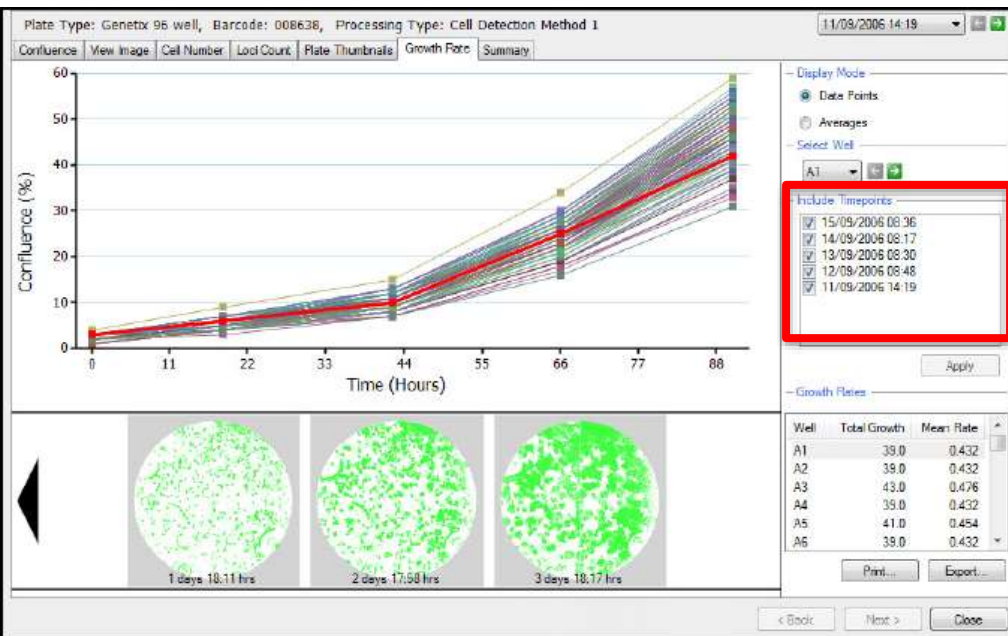 Plate Type: Genetix 96 well, Barcode: 008638, Processing Type: Cell Detection Method 1
11/09/2006 14:19
Confluence View Image Cell Number Loci Count Plate Thumbnails Growth Rate Summary
60
50
40
30
20
10
0
Confluence (%)
0 11 22 33 44 55 66 77 88
Time (Hours)
1 days 18.11 hrs 2 days 17:58 hrs 3 days 18.17 hrs
Display Mode
Data Points
Averages
Select Well
A1
Include Timepoints
15/09/2006 08:36
14/09/2006 08:17
13/09/2006 08:30
12/09/2006 08:48
11/09/2006 14:19
Apply
Growth Rates
Well Total Growth Mean Rate
A1 39.0 0.432
A2 39.0 0.432
A3 43.0 0.476
A4 39.0 0.432
A5 41.0 0.454
A6 39.0 0.432
Print... Export...
< Back Next > Close